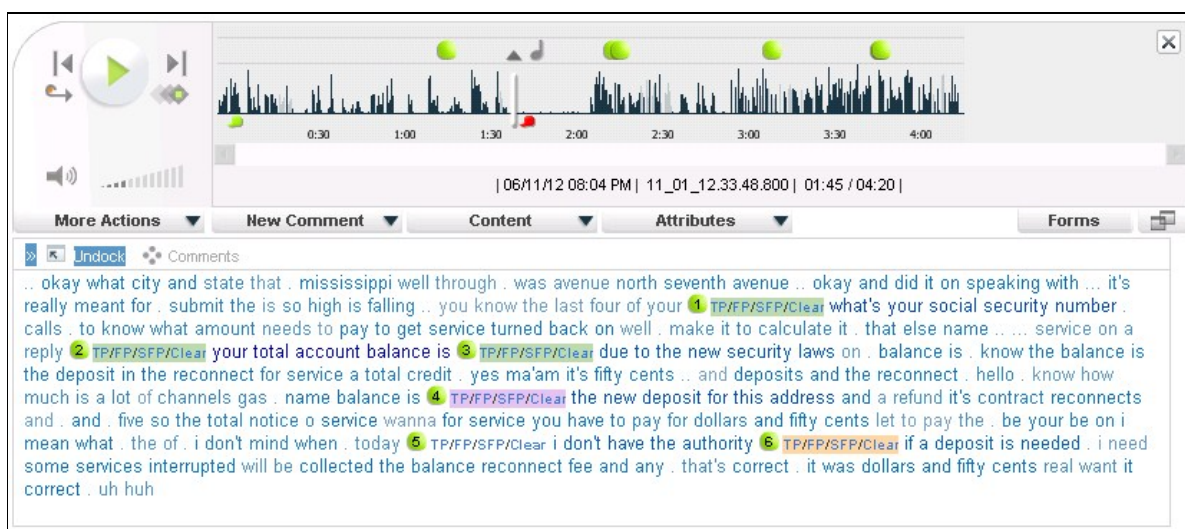 0:30 1:00 1:30 2:00 2:30 3:00 3:30 4:00
| 06/11/12 08:04 PM | 11_01_12.33.48.800 | 01:45 / 04:20 |
More Actions New Comment Content Attributes Forms
» Undock Comments
.. okay what city and state that . mississippi well through . was avenue north seventh avenue .. okay and did it on speaking with ... it's
really meant for . submit the is so high is falling .. you know the last four of your 1 TP/FP/SFP/Clear what's your social security number .
calls . to know what amount needs to pay to get service turned back on well . make it to calculate it . that else name .. ... service on a
reply 2 TP/FP/SFP/Clear your total account balance is 3 TP/FP/SFP/Clear due to the new security laws on . balance is . know the balance is
the deposit in the reconnect for service a total credit . yes ma'am it's fifty cents .. and deposits and the reconnect . hello . know how
much is a lot of channels gas . name balance is 4 TP/FP/SFP/Clear the new deposit for this address and a refund it's contract reconnects
and . and . five so the total notice o service wanna for service you have to pay for dollars and fifty cents let to pay the . be your be on i
mean what . the of . i don't mind when . today 5 TP/FP/SFP/Clear i don't have the authority 6 TP/FP/SFP/Clear if a deposit is needed . i need
some services interrupted will be collected the balance reconnect fee and any . that's correct . it was dollars and fifty cents real want it
correct . uh huh